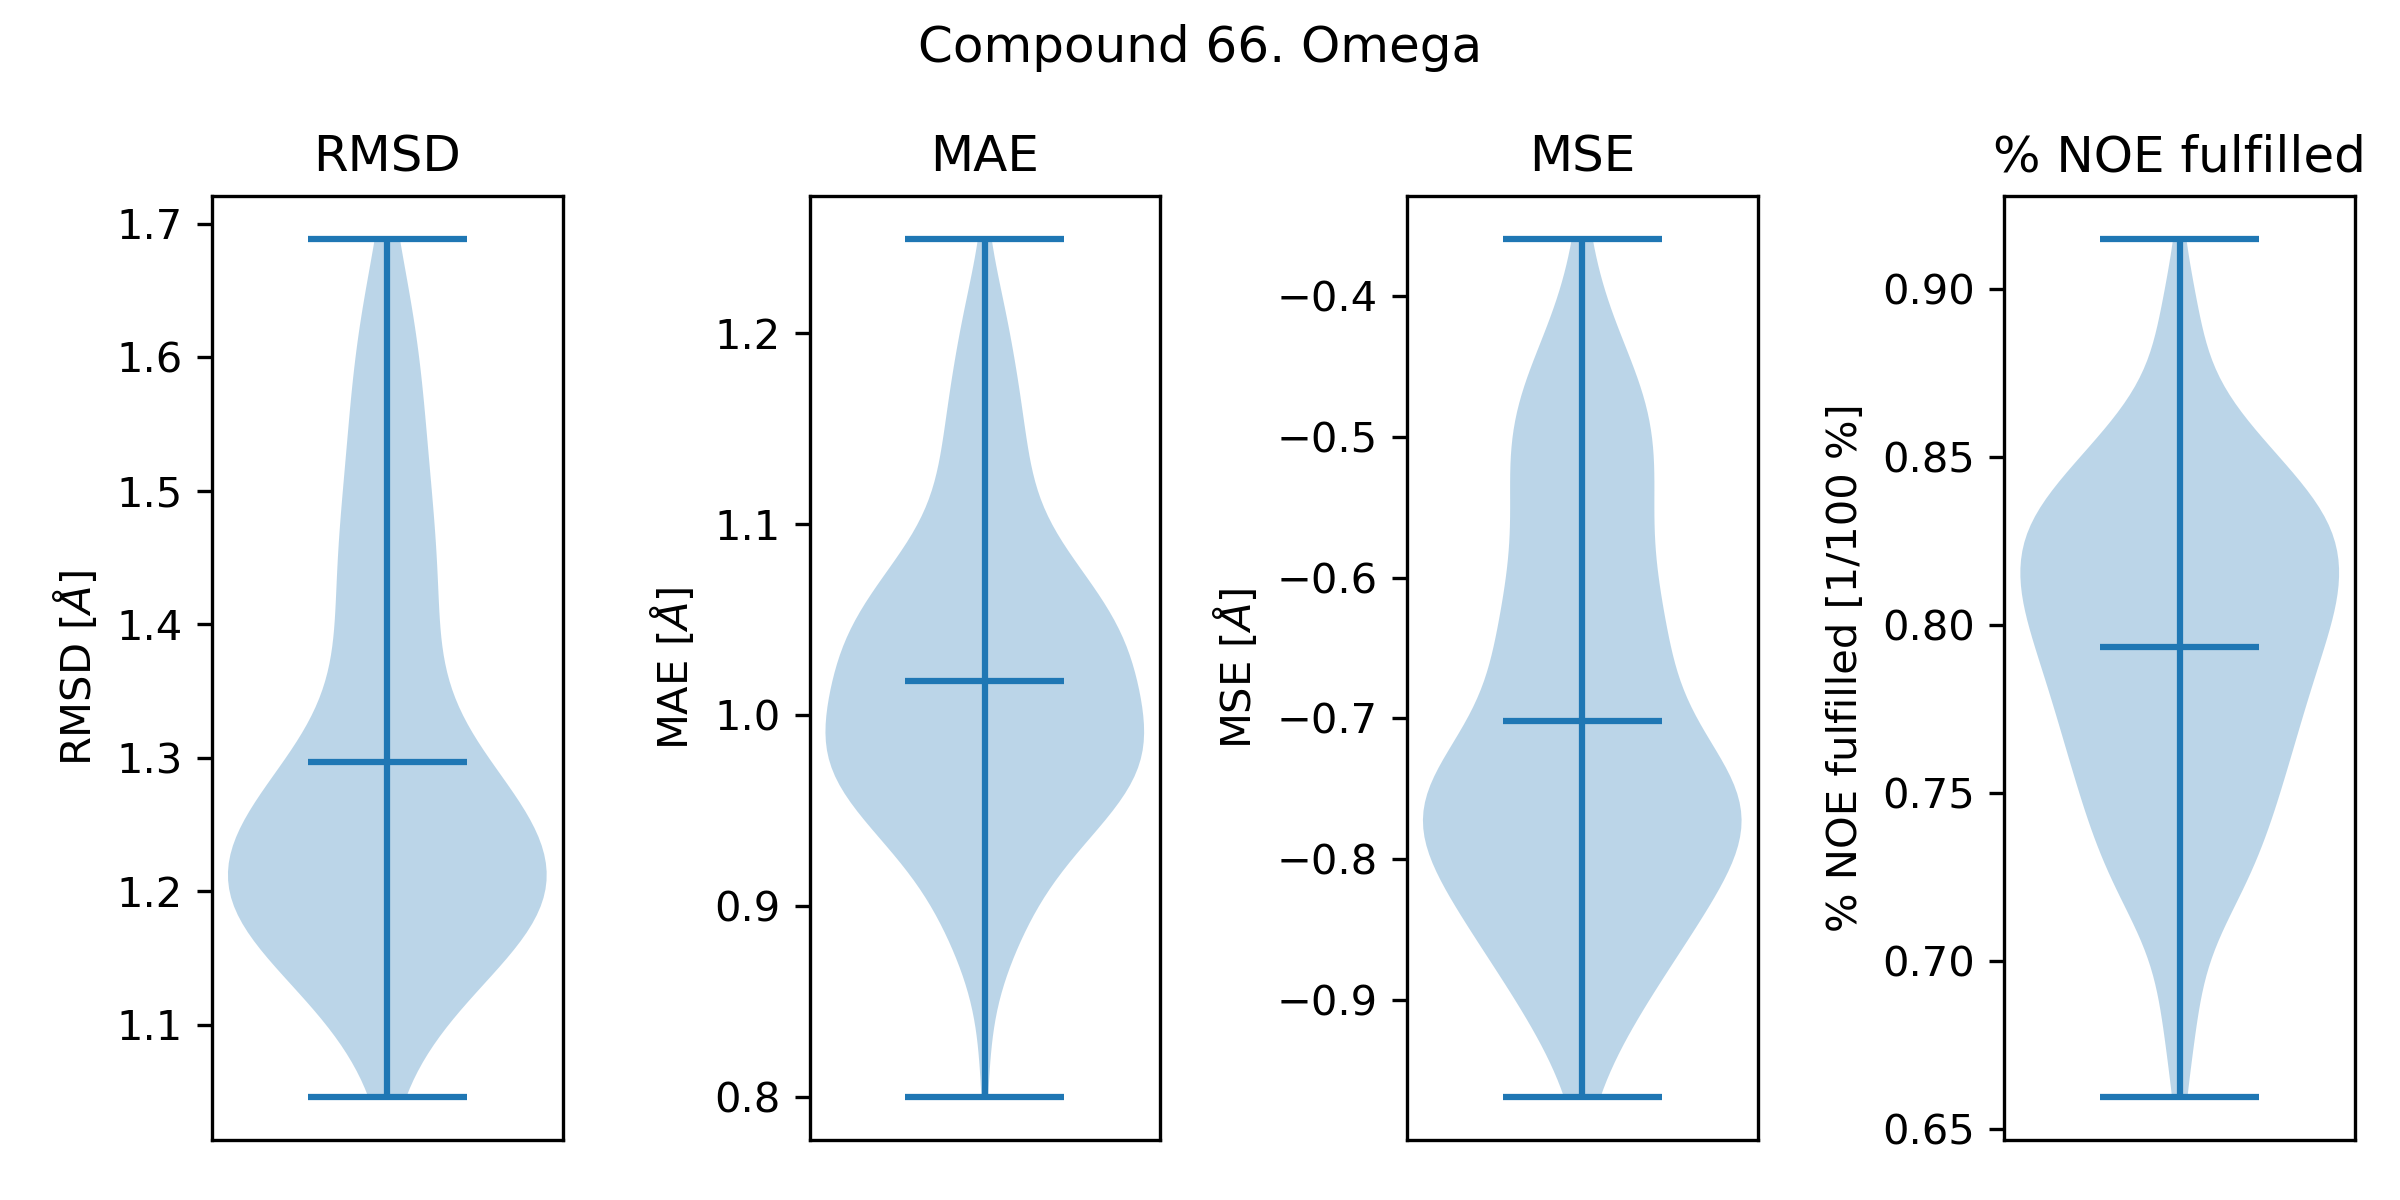 Compound 66. Omega
RMSD
RMSD [Å]
1.7
1.6
1.5
1.4
1.3
1.2
1.1
MAE
MAE [Å]
1.2
1.1
1.0
0.9
0.8
MSE
MSE [Å]
−0.4
−0.5
−0.6
−0.7
−0.8
−0.9
% NOE fulfilled
% NOE fulfilled [1/100 %]
0.90
0.85
0.80
0.75
0.70
0.65